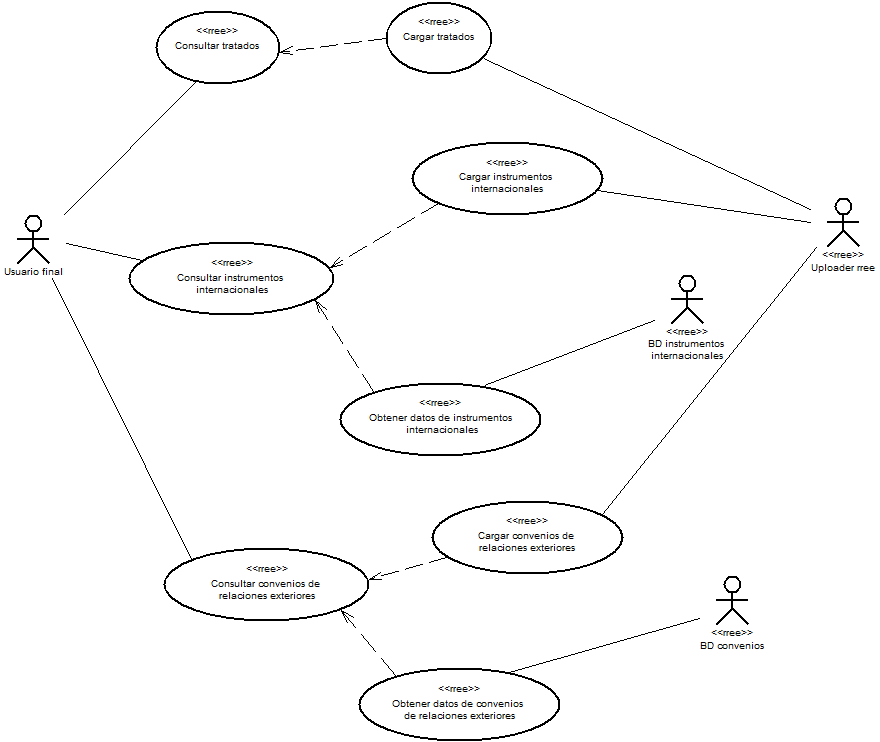 <<rree>>
Consultar tratados
<<rree>>
Cargar tratados
<<rree>>
Cargar instrumentos
internacionales
Usuario final
<<rree>>
Uploader rree
<<rree>>
Consultar instrumentos
internacionales
<<rree>>
BD instrumentos
internacionales
<<rree>>
Obtener datos de instrumentos
internacionales
<<rree>>
Cargar convenios de
relaciones exteriores
<<rree>>
Consultar convenios de
relaciones exteriores
<<rree>>
BD convenios
<<rree>>
Obtener datos de convenios
de relaciones exteriores